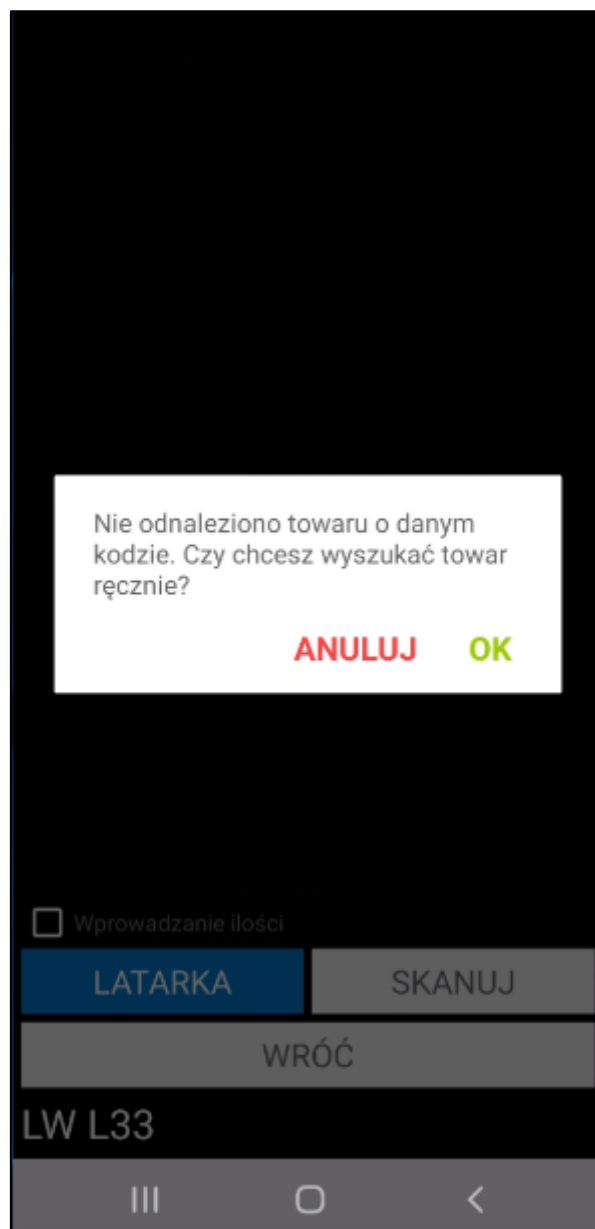 Nie odnaleziono towaru o danym
kodzie. Czy chcesz wyszukać towar
ręcznie?
ANULUJ OK
Wprowadzanie ilości
LATARKA SKANUJ
WRÓĆ
LW L33